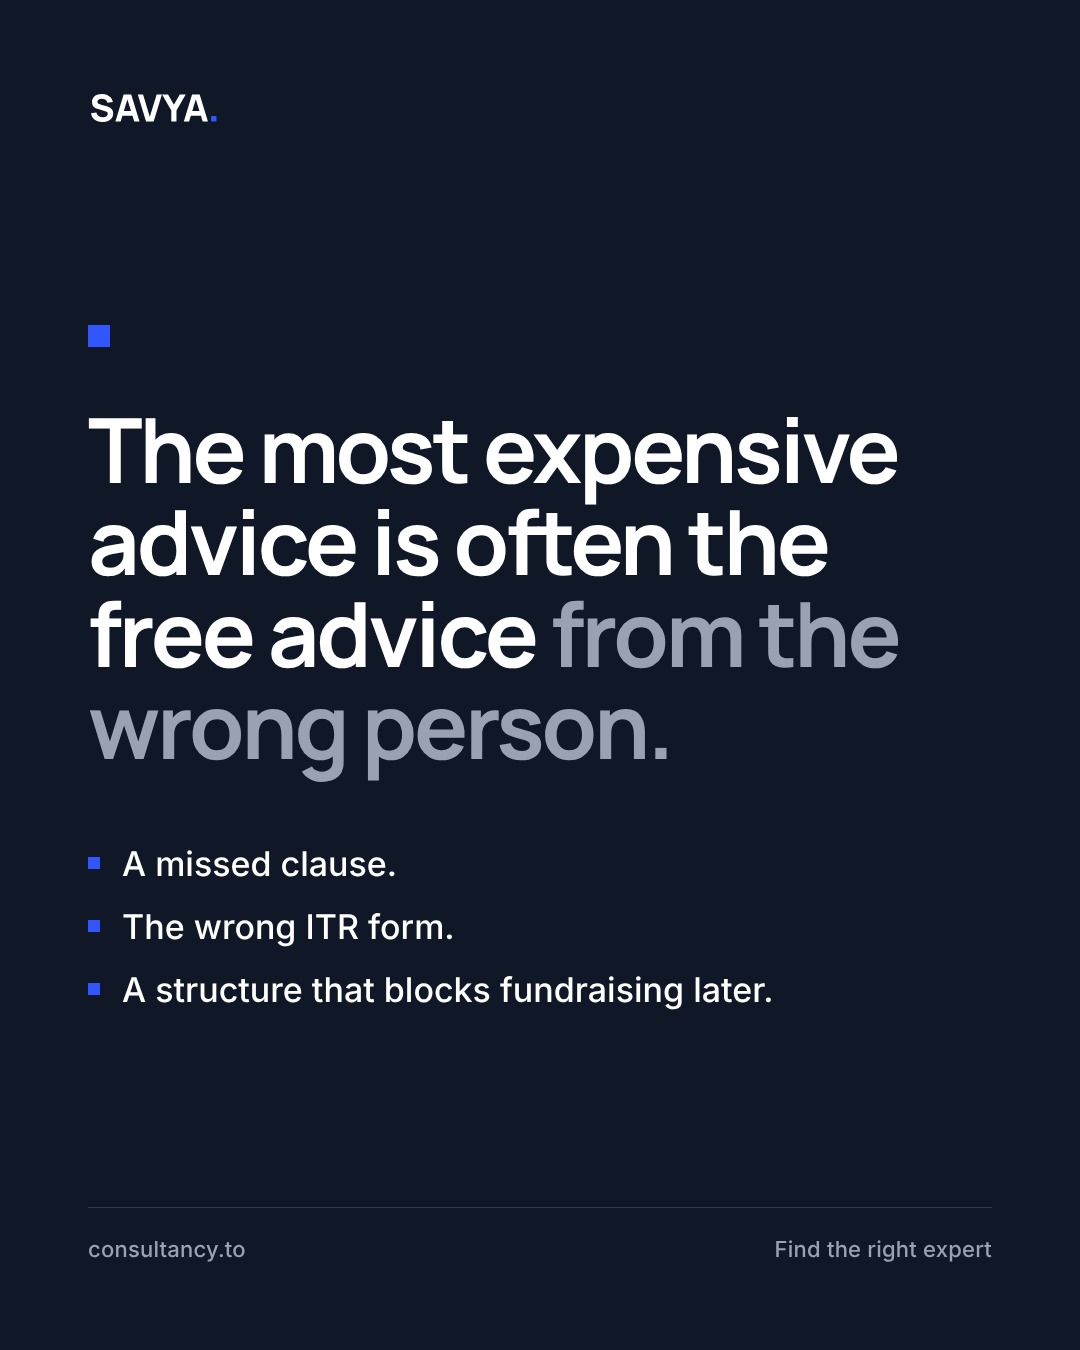 SAVYA.
The most expensive
advice is often the
free advice from the
wrong person.
A missed clause.
The wrong ITR form.
A structure that blocks fundraising later.
consultancy.to
Find the right expert